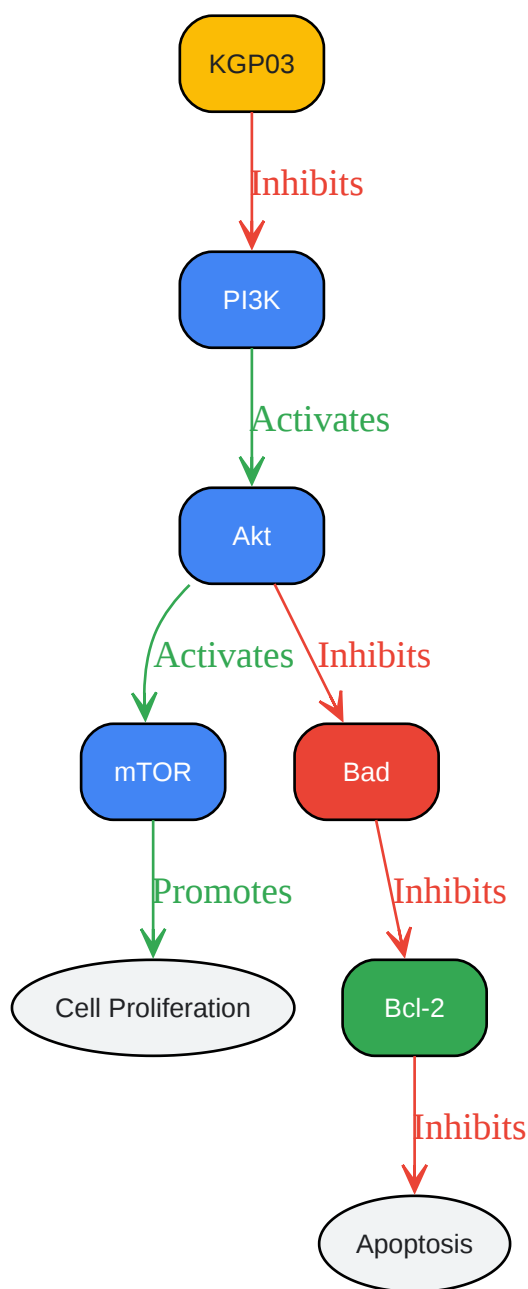 KGP03
Inhibits
PI3K
Activates
Akt
Activates
Inhibits
mTOR
Bad
Promotes
Inhibits
Cell Proliferation
Bcl-2
Inhibits
Apoptosis